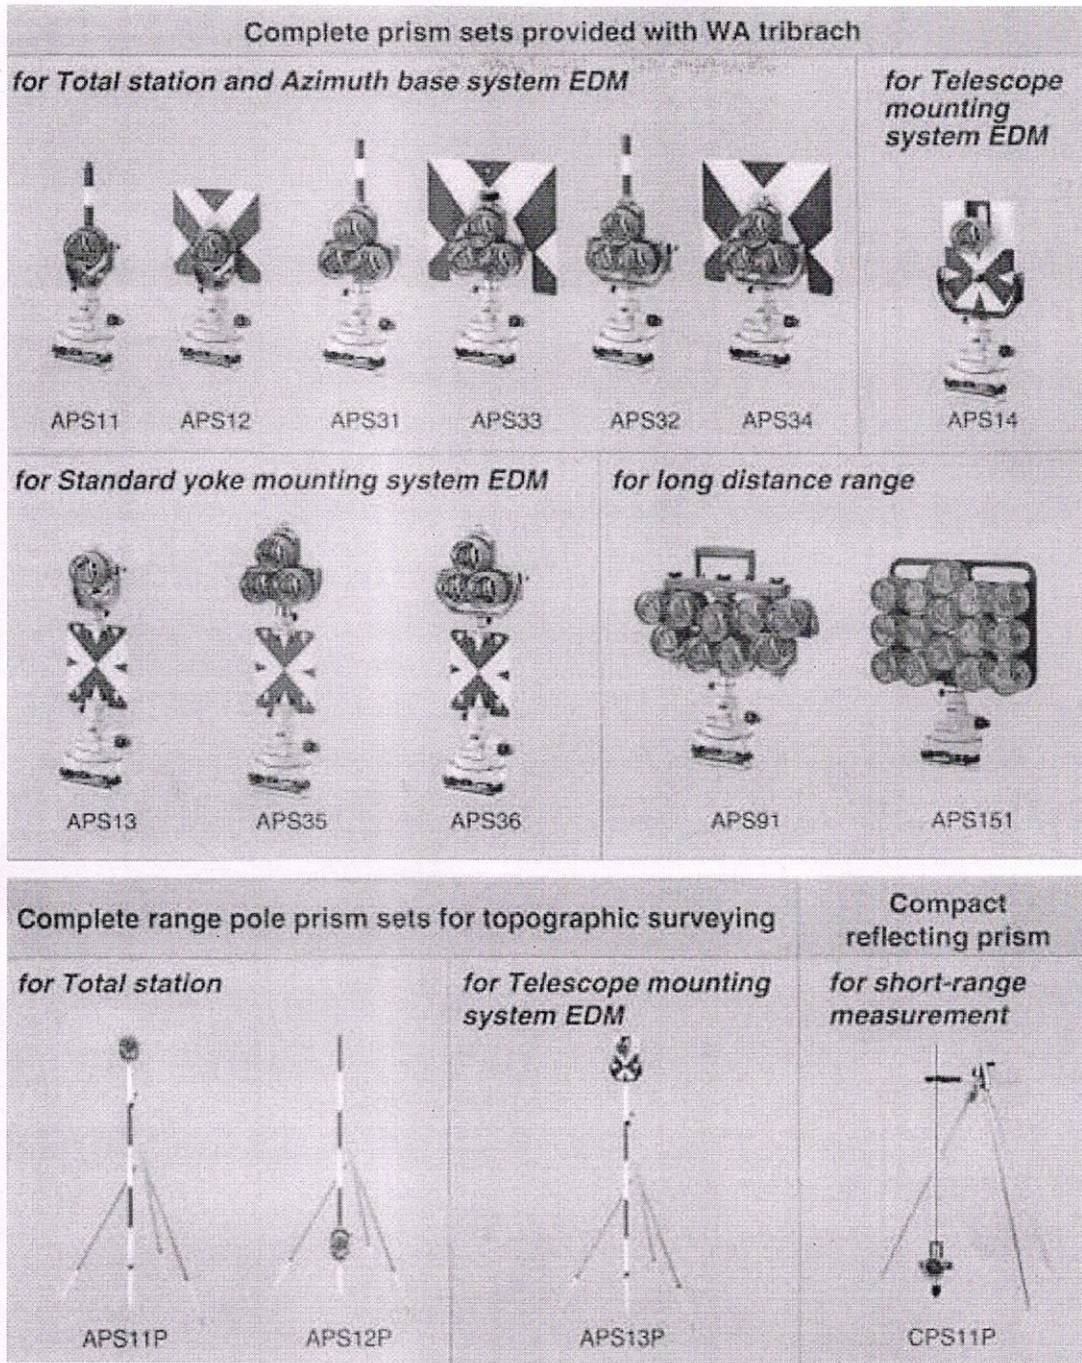 Complete prism sets provided with WA tribrach
for Total station and Azimuth base system EDM
for Telescope
mounting
system EDM
APS11
APS12
APS31
APS33
APS32
APS34
APS14
for Standard yoke mounting system EDM
for long distance range
APS13
APS35
APS36
APS91
APS151
Complete range pole prism sets for topographic surveying
Compact
reflecting prism
for Total station
for Telescope mounting
system EDM
for short-range
measurement
APS11P
APS12P
APS13P
CPS11P